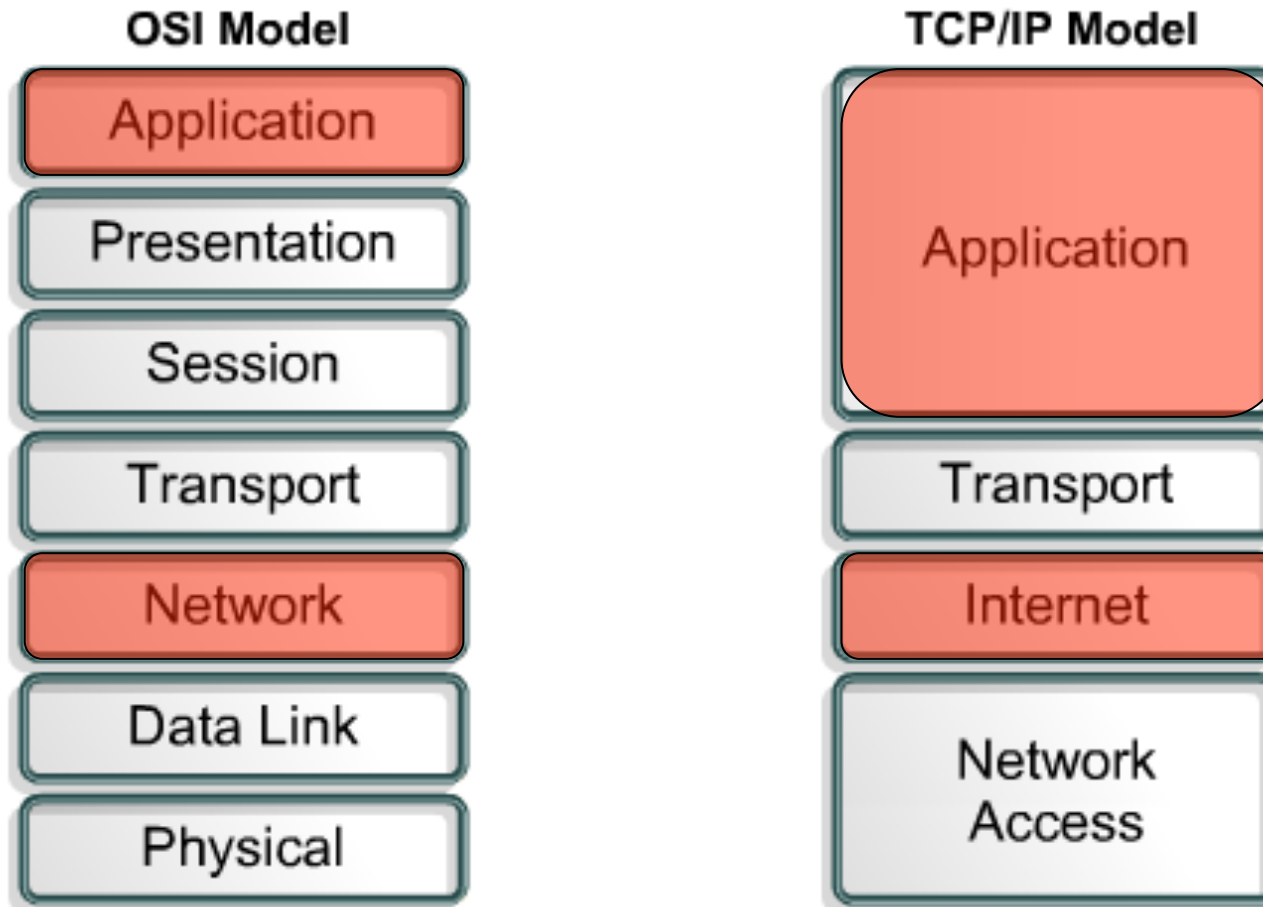 OSI Model
Application
Presentation
Session
Transport
Network
Data Link
Physical
TCP/IP Model
Application
Transport
Internet
Network
Access